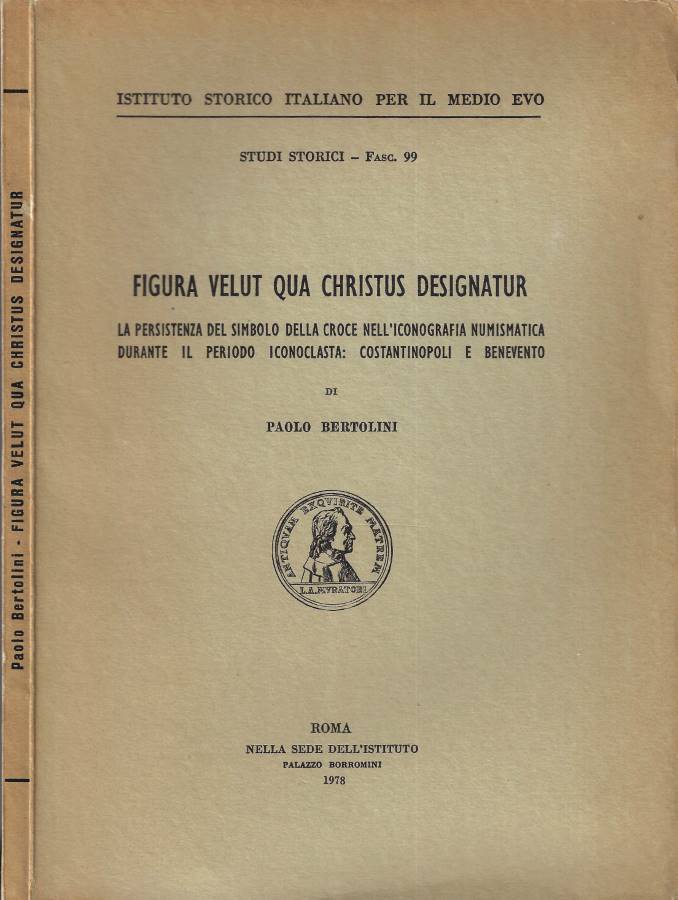 Paolo Bertolini - FIGURA VELUT QUA CHRISTUS DESIGNATUR
ISTITUTO STORICO ITALIANO PER IL MEDIO EVO
STUDI STORICI – Fasc. 99
FIGURA VELUT QUA CHRISTUS DESIGNATUR
LA PERSISTENZA DEL SIMBOLO DELLA CROCE NELL'ICONOGRAFIA NUMISMATICA
DURANTE IL PERIODO ICONOCLASTA: COSTANTINOPOLI E BENEVENTO
DI
PAOLO BERTOLINI
ANTIQVAM EXQVIRITE MATREM
L.A.MVRATORI
ROMA
NELLA SEDE DELL'ISTITUTO
PALAZZO BORROMINI
1978